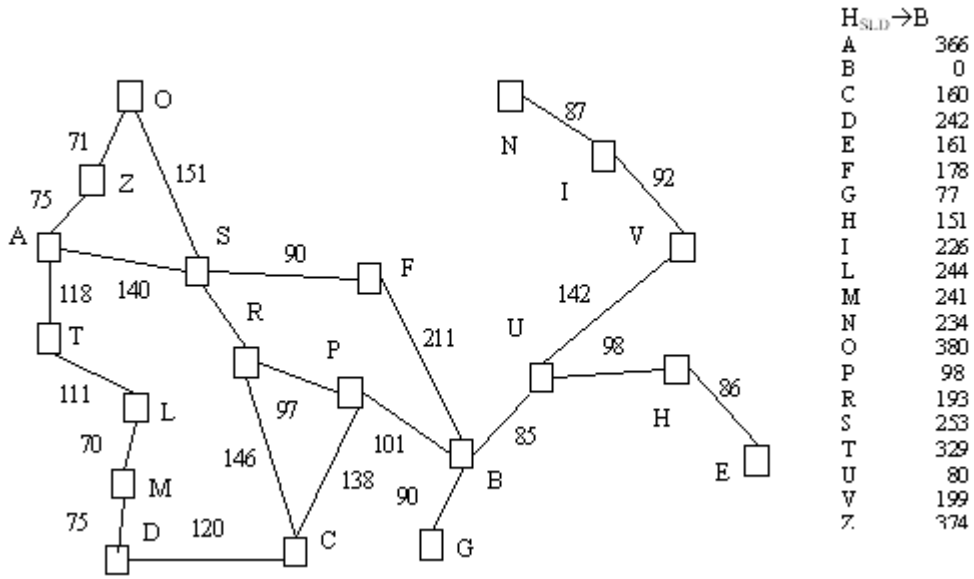 O
71
Z
151
75
A
S
90
F
140
118
T
R
P
211
111
L
97
101
70
146
138
M
75
D
120
C
90
G
B
85
U
98
H
86
E
142
V
92
I
87
N
H_SLD→B
A 366
B 0
C 160
D 242
E 161
F 178
G 77
H 151
I 226
L 244
M 241
N 234
O 380
P 98
R 193
S 253
T 329
U 80
V 199
Z 374